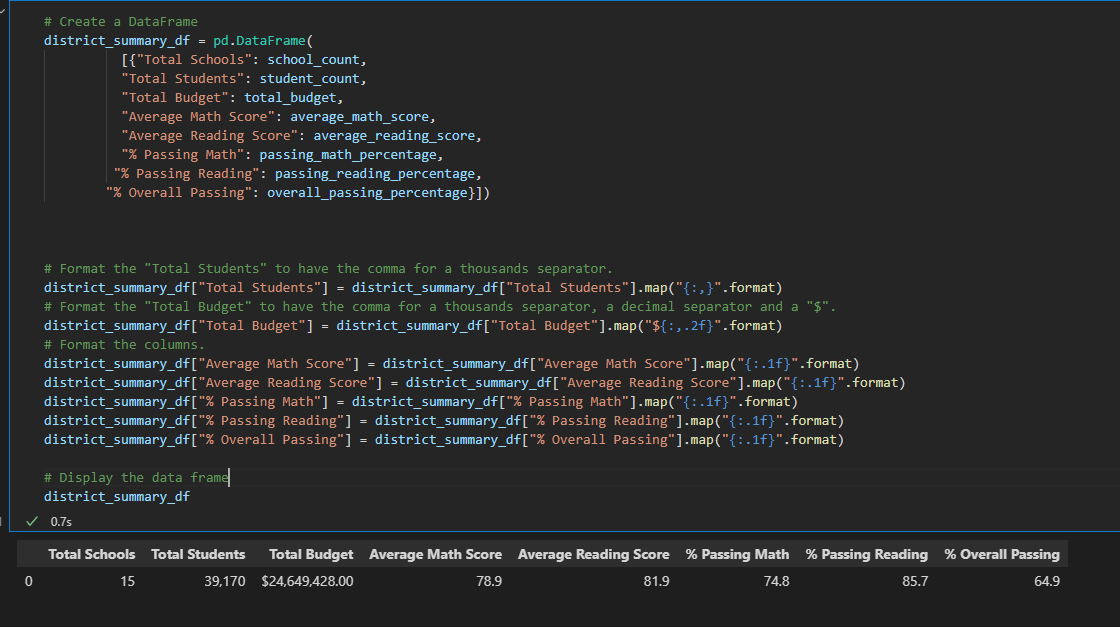 # Create a DataFrame
district_summary_df = pd.DataFrame(
[{"Total Schools": school_count,
"Total Students": student_count,
"Total Budget": total_budget,
"Average Math Score": average_math_score,
"Average Reading Score": average_reading_score,
"% Passing Math": passing_math_percentage,
"% Passing Reading": passing_reading_percentage,
"% Overall Passing": overall_passing_percentage}])
# Format the "Total Students" to have the comma for a thousands separator.
district_summary_df["Total Students"] = district_summary_df["Total Students"].map("{:,}".format)
# Format the "Total Budget" to have the comma for a thousands separator, a decimal separator and a "$".
district_summary_df["Total Budget"] = district_summary_df["Total Budget"].map("${:,.2f}".format)
# Format the columns.
district_summary_df["Average Math Score"] = district_summary_df["Average Math Score"].map("{:.1f}".format)
district_summary_df["Average Reading Score"] = district_summary_df["Average Reading Score"].map("{:.1f}".format)
district_summary_df["% Passing Math"] = district_summary_df["% Passing Math"].map("{:.1f}".format)
district_summary_df["% Passing Reading"] = district_summary_df["% Passing Reading"].map("{:.1f}".format)
district_summary_df["% Overall Passing"] = district_summary_df["% Overall Passing"].map("{:.1f}".format)
# Display the data frame
district_summary_df
0.7s
Total Schools Total Students Total Budget Average Math Score Average Reading Score % Passing Math % Passing Reading % Overall Passing
0 15 39,170 $24,649,428.00 78.9 81.9 74.8 85.7 64.9